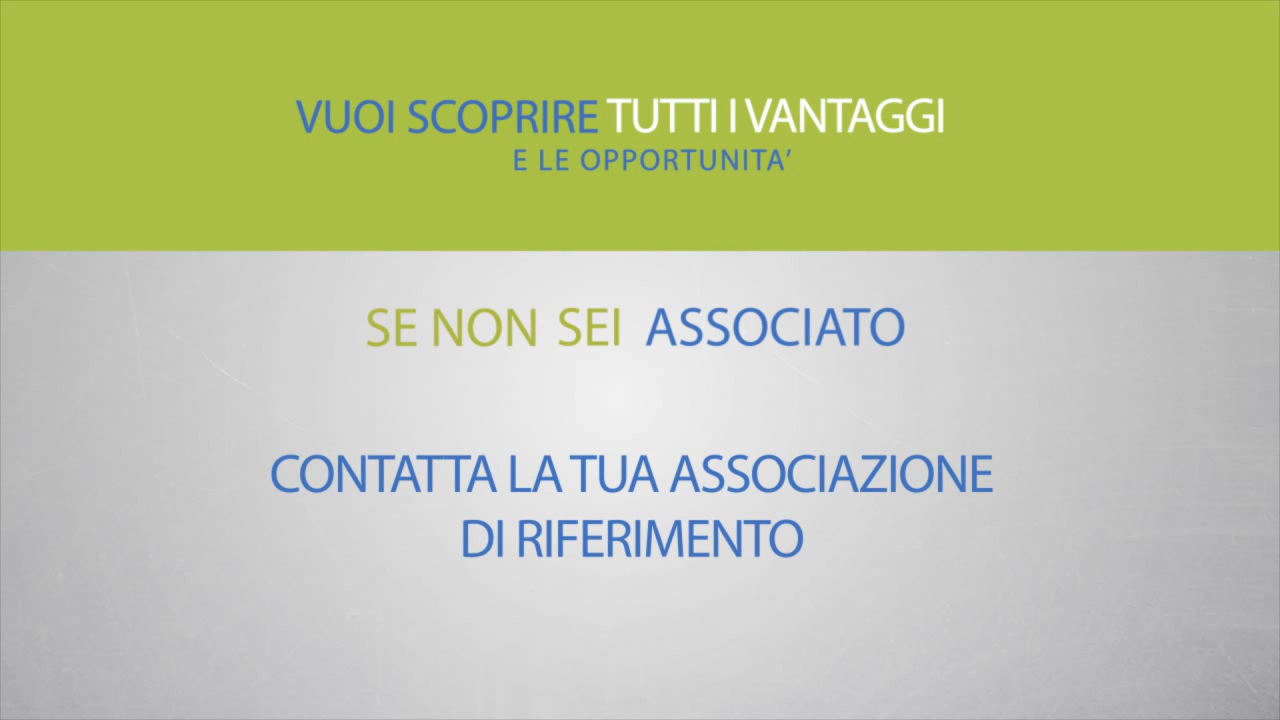 VUOI SCOPRIRE TUTTI I VANTAGGI
E LE OPPORTUNITA’
SE NON SEI ASSOCIATO
CONTATTA LA TUA ASSOCIAZIONE
DI RIFERIMENTO